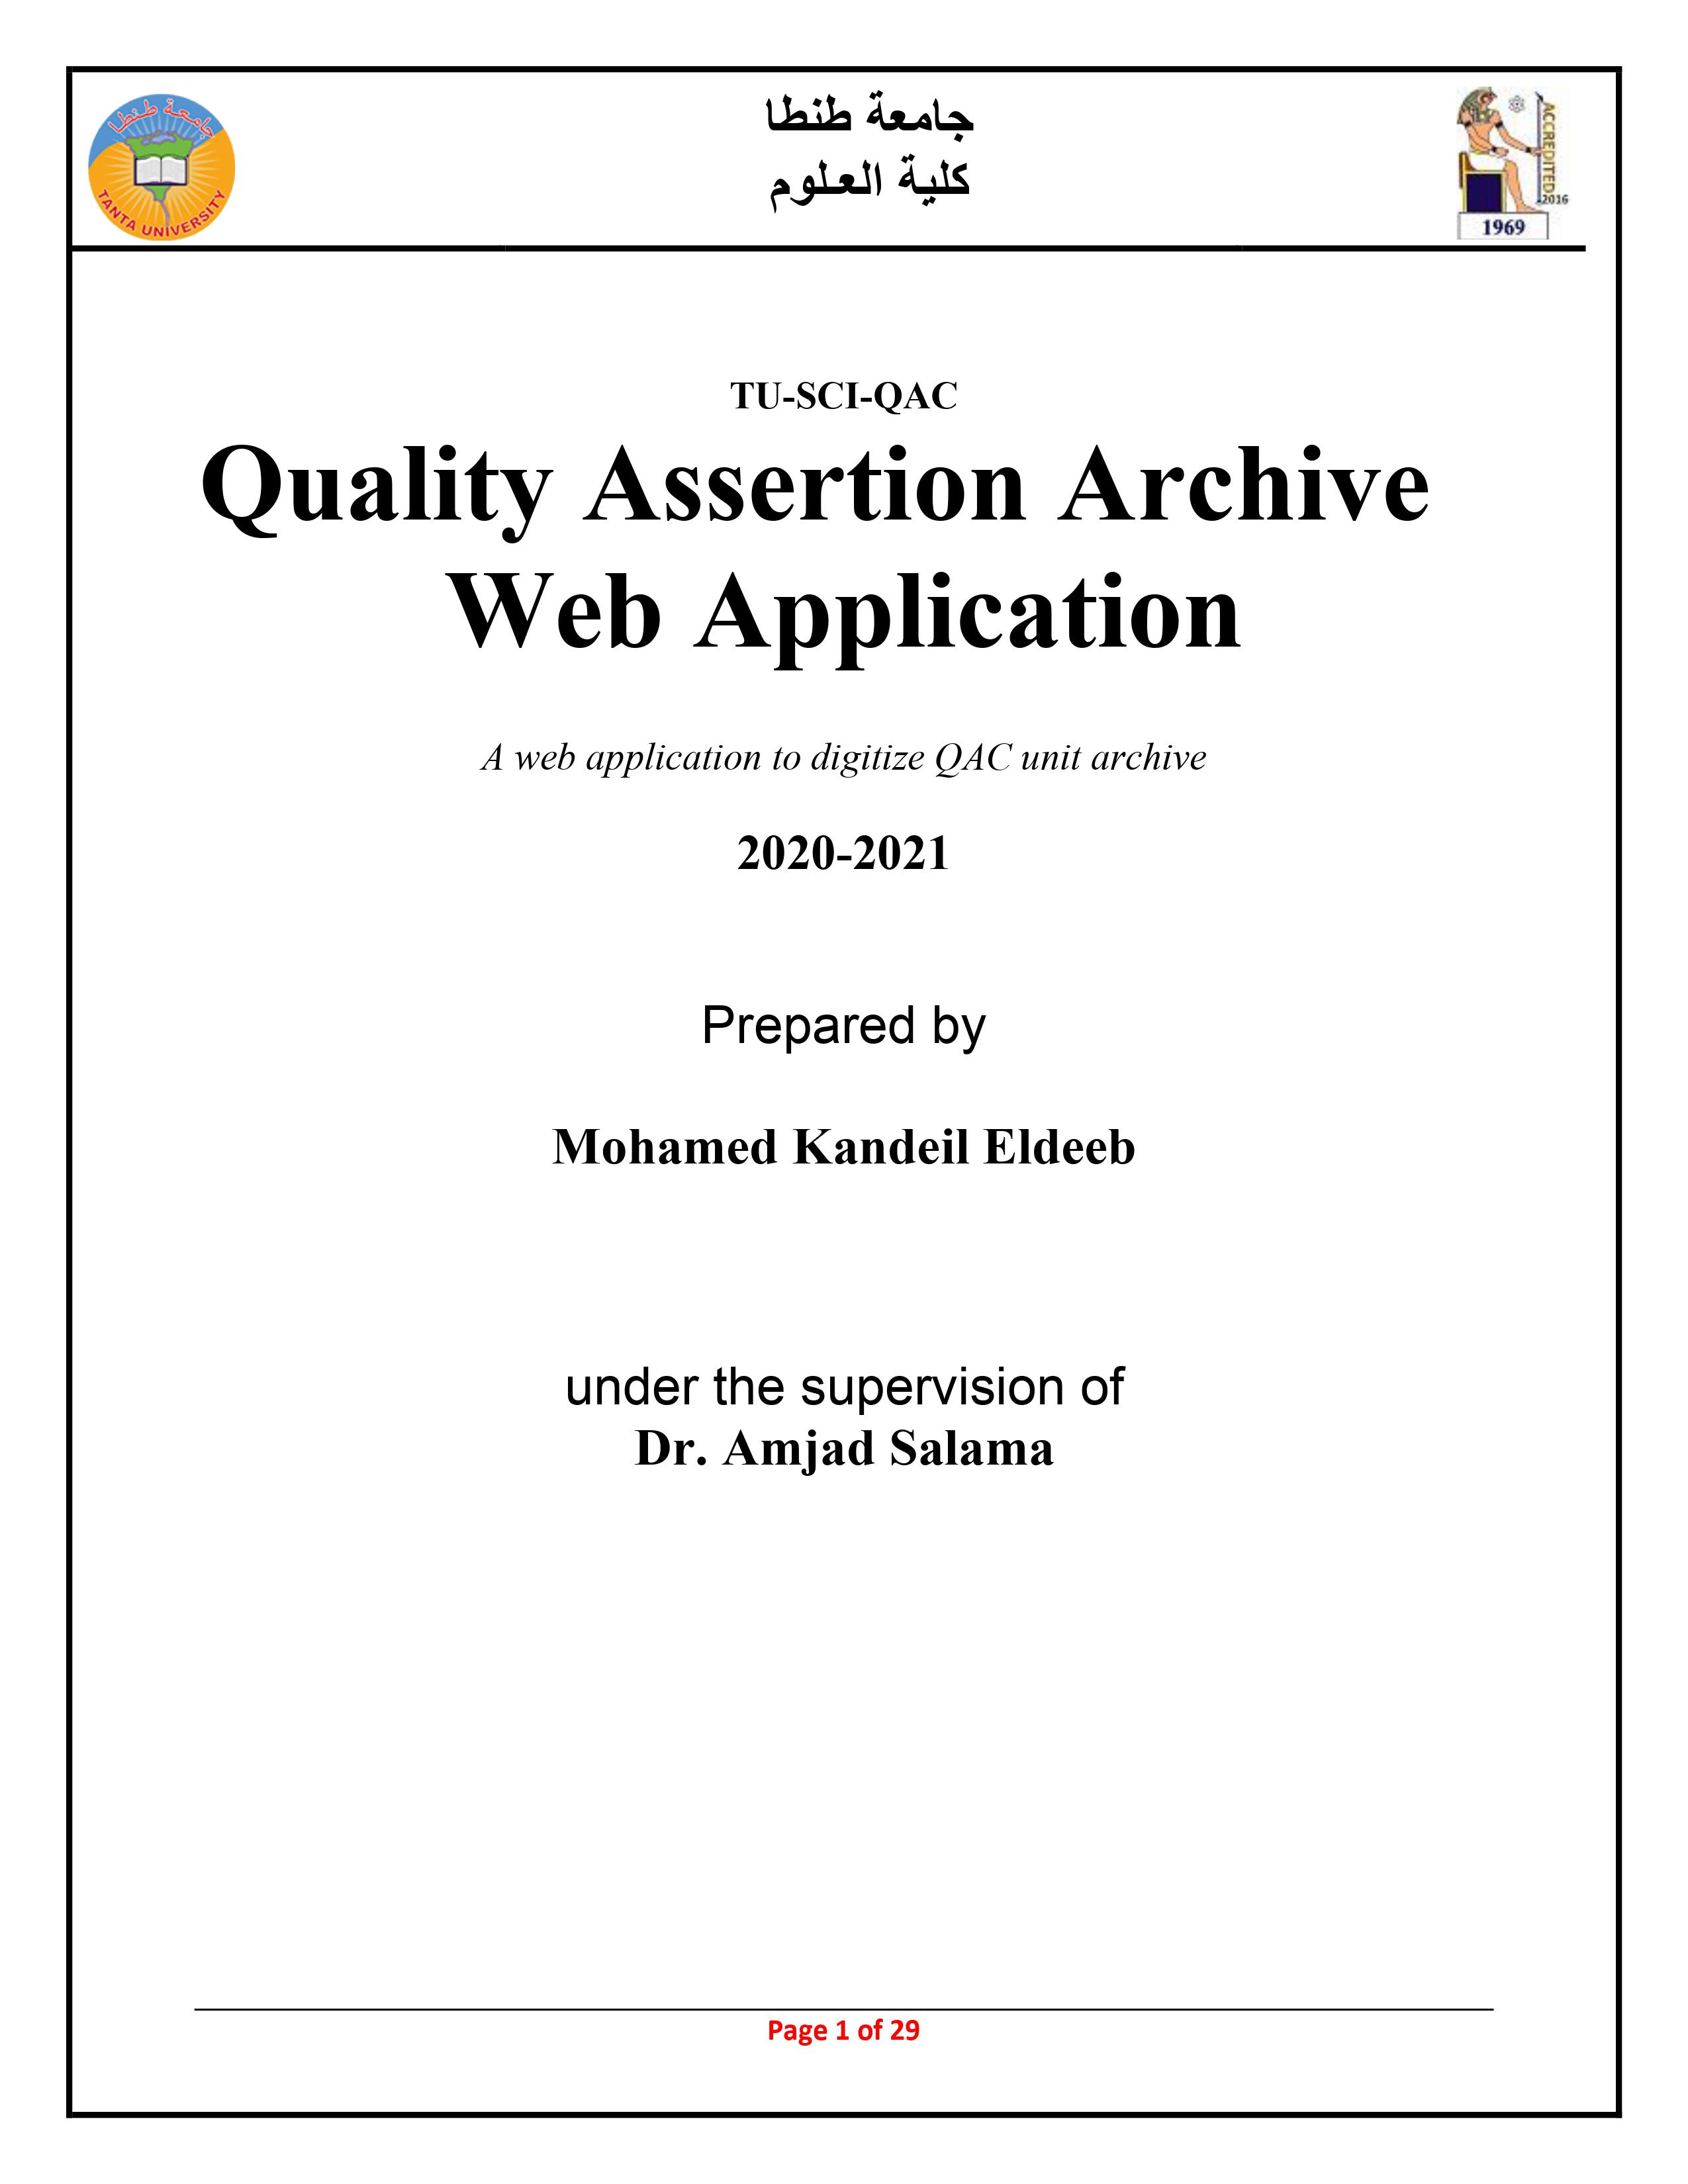 جامعة طنطا
TANTA UNIVERSITY
جامعة طنطا
كلية العلوم
ACCREDITED
2016
1969
TU-SCI-QAC
Quality Assertion Archive
Web Application
A web application to digitize QAC unit archive
2020-2021
Prepared by
Mohamed Kandeil Eldeeb
under the supervision of
Dr. Amjad Salama
Page 1 of 29